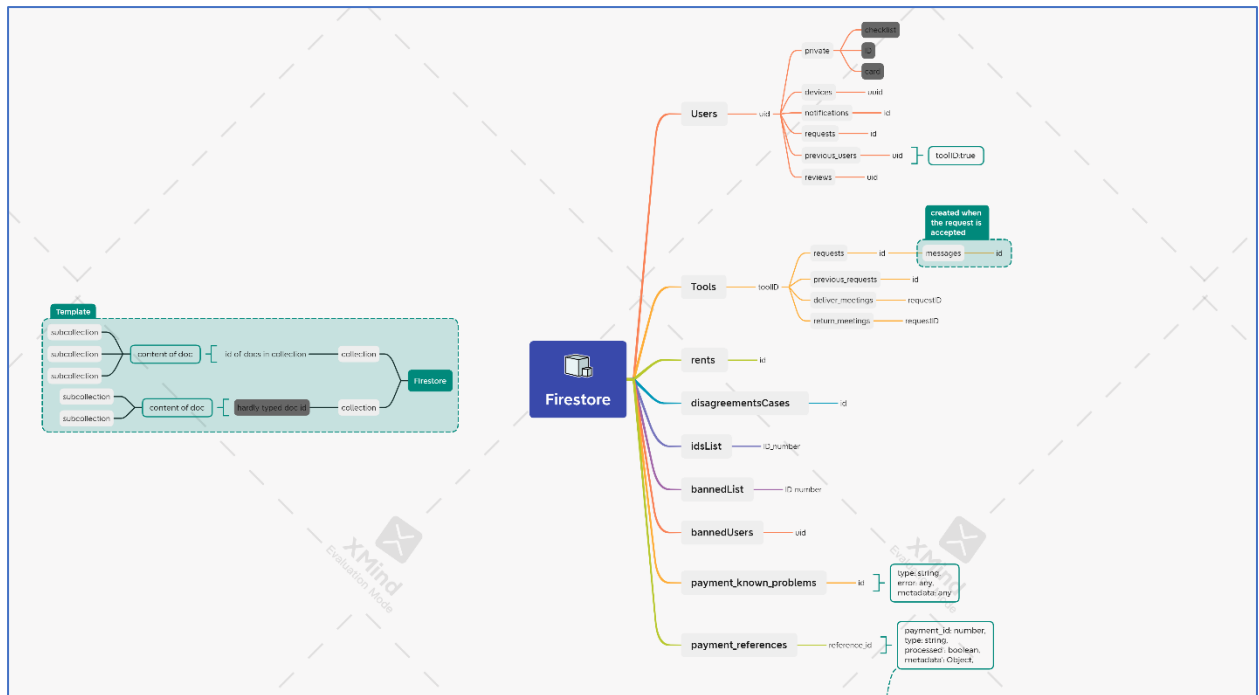 checklist
private
ID
card
devices
uuid
Users
uid
notifications
id
requests
id
previous_users
uid
toolID:true
reviews
uid
created when
the request is
accepted
requests
id
messages
id
previous_requests
id
Tools
toolID
deliver_meetings
requestID
return_meetings
requestID
Template
subcollection
subcollection
content of doc
id of docs in collection
collection
subcollection
Firestore
subcollection
content of doc
hardly typed doc id
collection
subcollection
Firestore
rents
id
disagreementsCases
id
idsList
ID_number
bannedList
ID number
bannedUsers
uid
payment_known_problems
id
type: string,
error: any,
metadata: any
payment_references
reference_id
payment_id: number,
type: string,
processed: boolean,
metadata: Object,
XMind
Evaluation Mode
XMind
Evaluation Mode